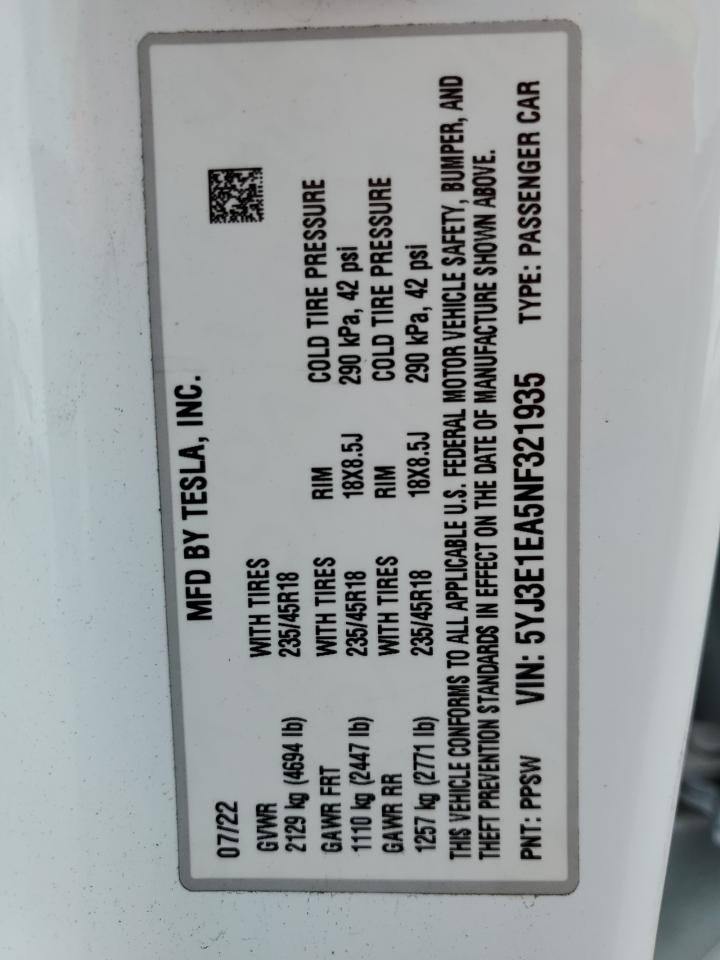 MFD BY TESLA, INC.
07/22
GVWR WITH TIRES
2129 kg (4694 lb) 235/45R18
GAWR FRT WITH TIRES RIM COLD TIRE PRESSURE
1110 kg (2447 lb) 235/45R18 18X8.5J 290 kPa, 42 psi
GAWR RR WITH TIRES RIM COLD TIRE PRESSURE
1257 kg (2771 lb) 235/45R18 18X8.5J 290 kPa, 42 psi
THIS VEHICLE CONFORMS TO ALL APPLICABLE U.S. FEDERAL MOTOR VEHICLE SAFETY, BUMPER, AND
THEFT PREVENTION STANDARDS IN EFFECT ON THE DATE OF MANUFACTURE SHOWN ABOVE.
PNT: PPSW VIN: 5YJ3E1EA5NF321935 TYPE: PASSENGER CAR